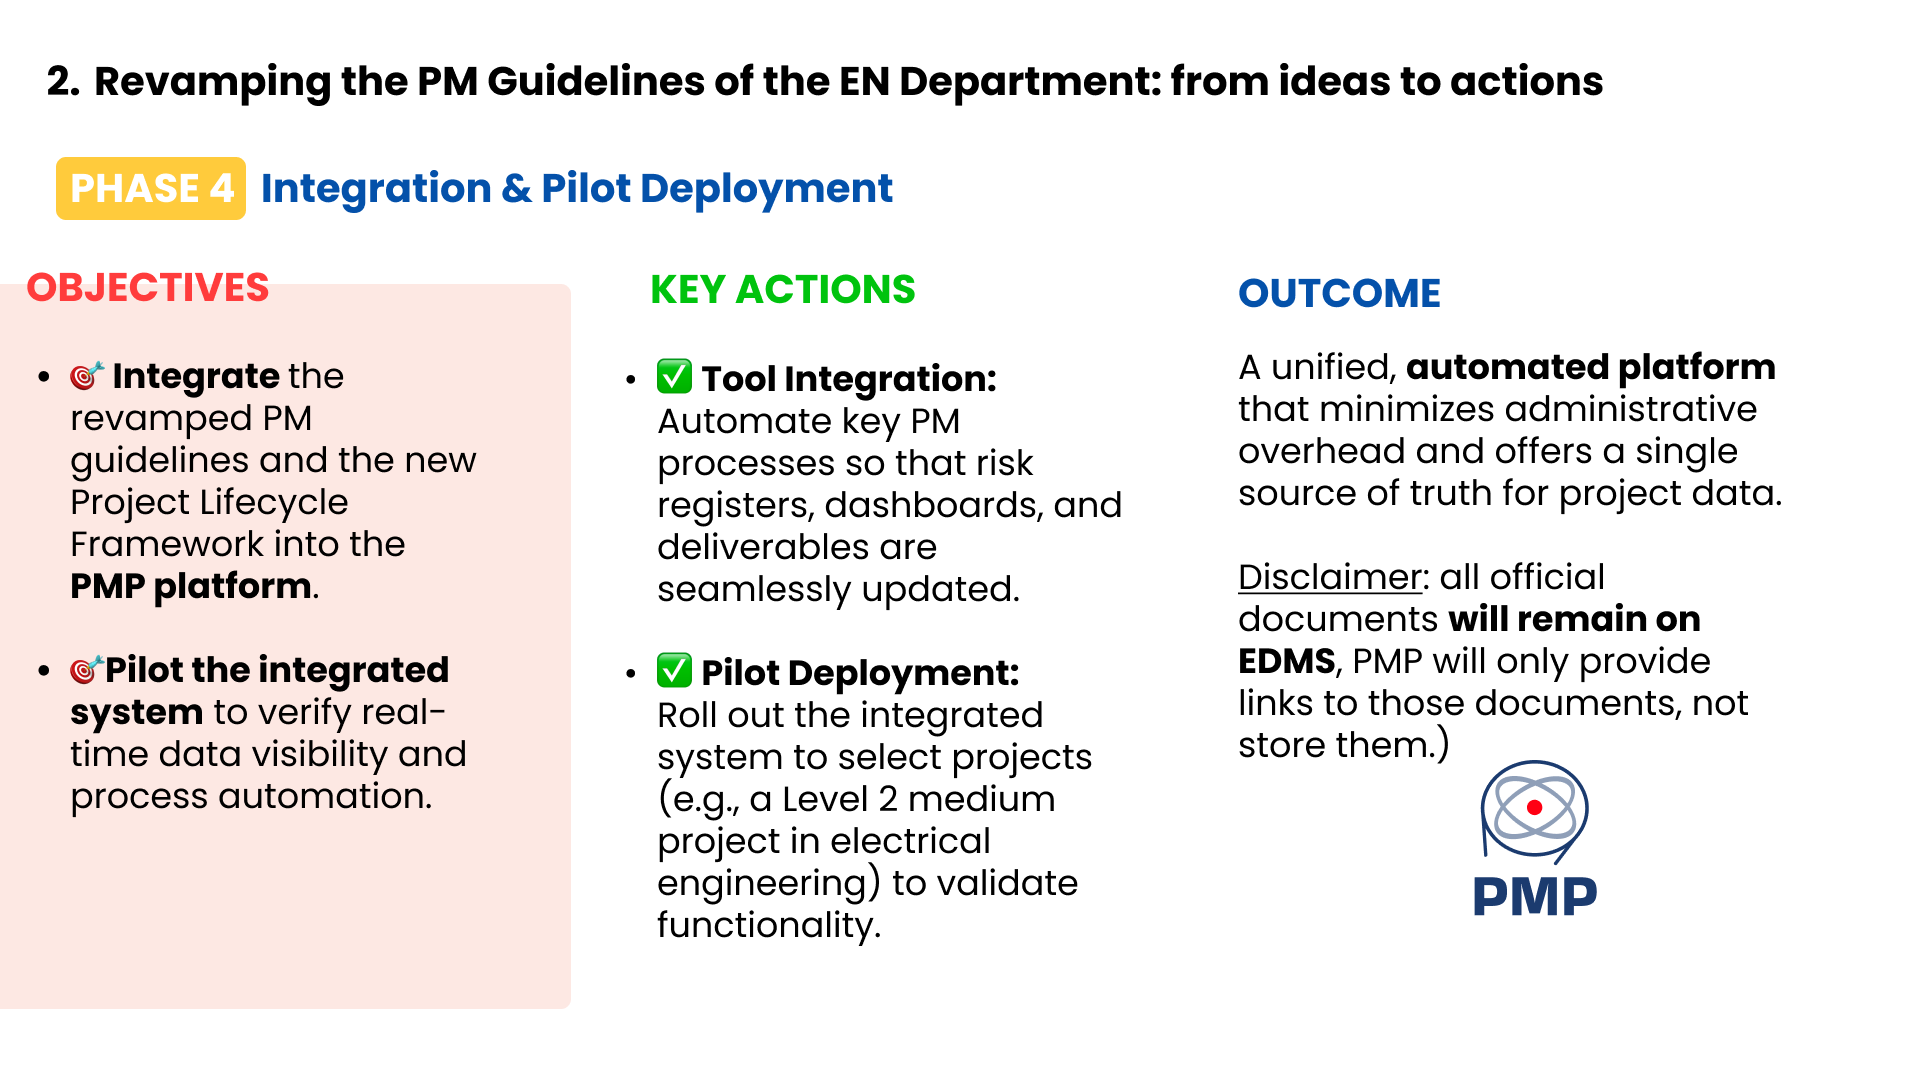 2. Revamping the PM Guidelines of the EN Department: from ideas to actions
PHASE 4 Integration & Pilot Deployment
OBJECTIVES
• 🎯 Integrate the
revamped PM
guidelines and the new
Project Lifecycle
Framework into the
PMP platform.
• 🎯Pilot the integrated
system to verify real-
time data visibility and
process automation.
KEY ACTIONS
• ✅ Tool Integration:
Automate key PM
processes so that risk
registers, dashboards, and
deliverables are
seamlessly updated.
• ✅ Pilot Deployment:
Roll out the integrated
system to select projects
(e.g., a Level 2 medium
project in electrical
engineering) to validate
functionality.
OUTCOME
A unified, automated platform
that minimizes administrative
overhead and offers a single
source of truth for project data.
Disclaimer: all official
documents will remain on
EDMS, PMP will only provide
links to those documents, not
store them.)
PMP